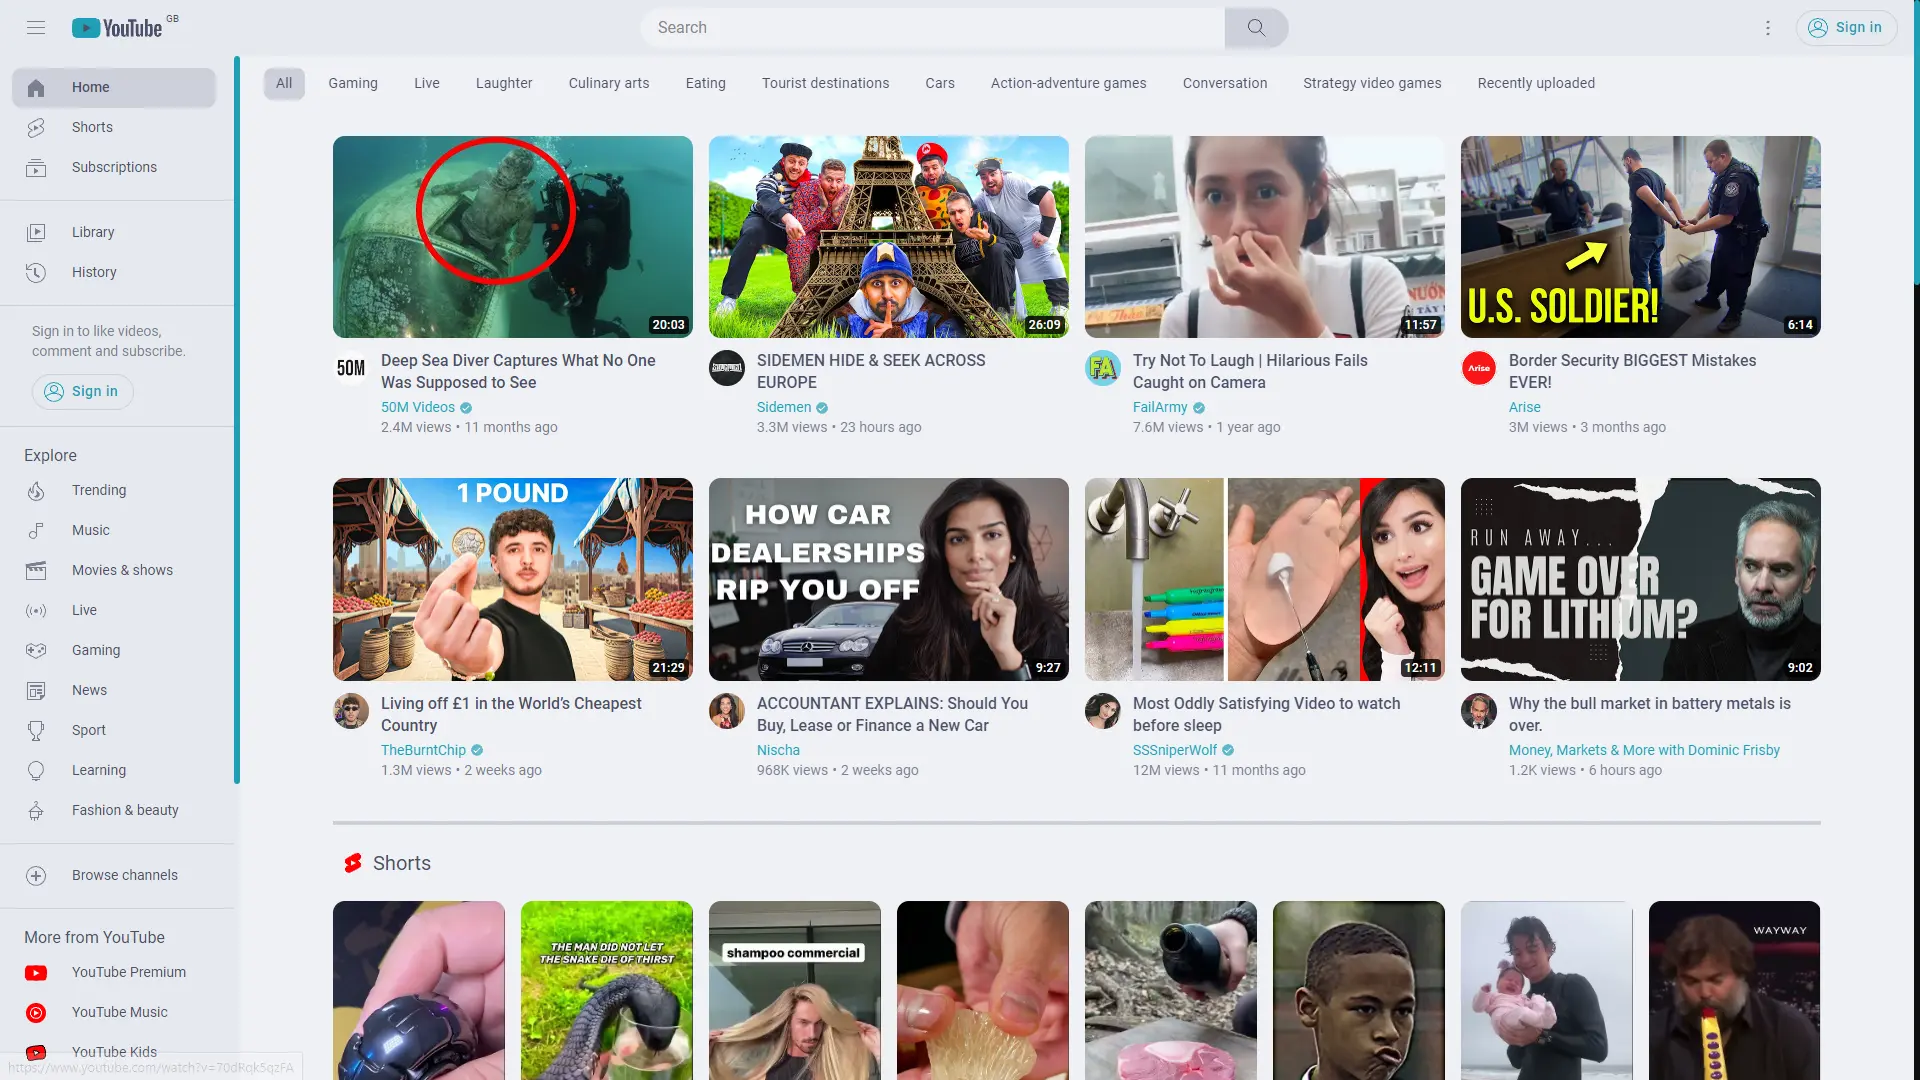 YouTube GB
Search
Sign in
Home
Shorts
Subscriptions
Library
History
Sign in to like videos,
comment and subscribe.
Sign in
Explore
Trending
Music
Movies & shows
Live
Gaming
News
Sport
Learning
Fashion & beauty
Browse channels
More from YouTube
YouTube Premium
YouTube Music
YouTube Kids
https://www.youtube.com/watch?v=70dRqk5qzFA
All Gaming Live Laughter Culinary arts Eating Tourist destinations Cars Action-adventure games Conversation Strategy video games Recently uploaded
20:03
50M
Deep Sea Diver Captures What No One
Was Supposed to See
50M Videos
2.4M views • 11 months ago
26:09
SIDEMEN HIDE & SEEK ACROSS
EUROPE
Sidemen
3.3M views • 23 hours ago
11:57
FA
Try Not To Laugh | Hilarious Fails
Caught on Camera
FailArmy
7.6M views • 1 year ago
U.S. SOLDIER!
6:14
Arise
Border Security BIGGEST Mistakes
EVER!
Arise
3M views • 3 months ago
1 POUND
21:29
Living off £1 in the World’s Cheapest
Country
TheBurntChip
1.3M views • 2 weeks ago
HOW CAR
DEALERSHIPS
RIP YOU OFF
9:27
ACCOUNTANT EXPLAINS: Should You
Buy, Lease or Finance a New Car
Nischa
968K views • 2 weeks ago
12:11
Most Oddly Satisfying Video to watch
before sleep
SSSniperWolf
12M views • 11 months ago
RUN AWAY...
GAME OVER
FOR LITHIUM?
9:02
Why the bull market in battery metals is
over.
Money, Markets & More with Dominic Frisby
1.2K views • 6 hours ago
Shorts
THE MAN DID NOT LET
THE SNAKE DIE OF THIRST
shampoo commercial
WAYWAY